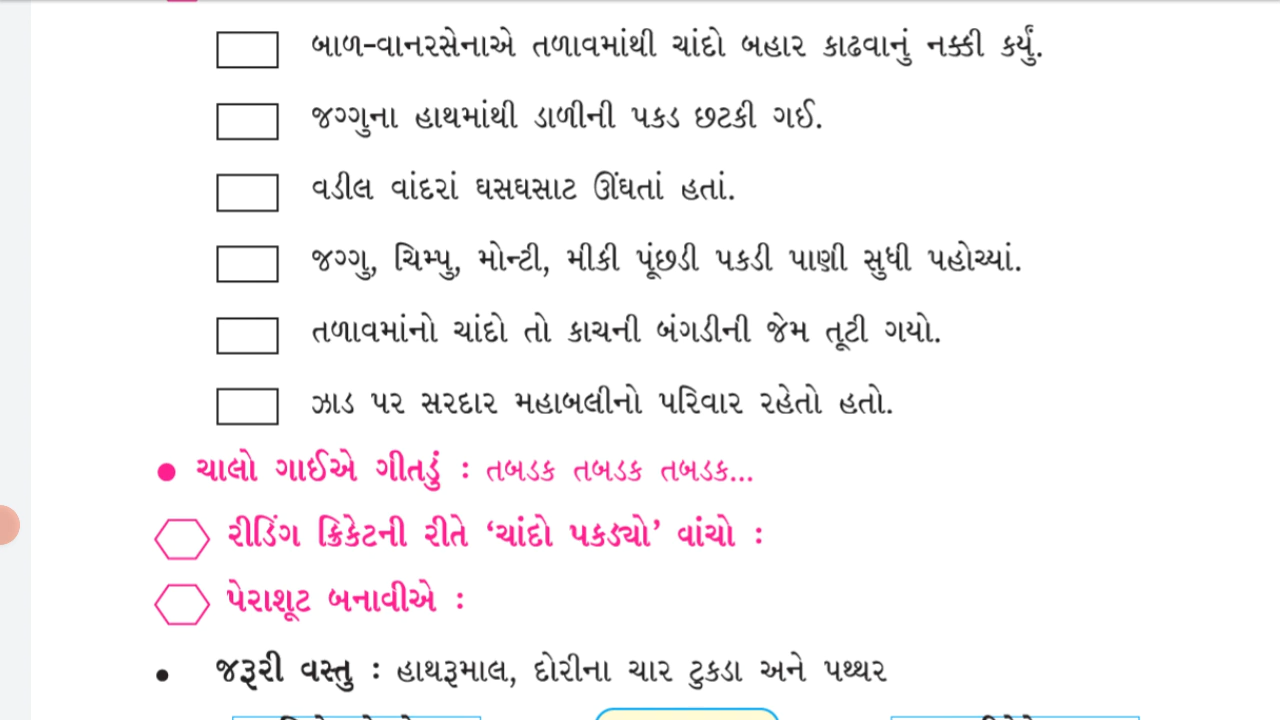 બાળ-વાનરસેનાએ તળાવમાંથી ચાંદો બહાર કાઢવાનું નક્કી કર્યું.
જગ્ગુના હાથમાંથી ડાળીની પકડ છટકી ગઈ.
વડીલ વાંદરાં ઘસઘસાટ ઊંઘતાં હતાં.
જગ્ગુ, ચિમ્પુ, મોન્ટી, મીકી પૂંછડી પકડી પાણી સુધી પહોચ્યાં.
તળાવમાંનો ચાંદો તો કાચની બંગડીની જેમ તૂટી ગયો.
ઝાડ પર સરદાર મહાબલીનો પરિવાર રહેતો હતો.
• ચાલો ગાઈએ ગીતડું : તબડક તબડક તબડક...
રીડિંગ ક્રિકેટની રીતે ‘ચાંદો પકડ્યો’ વાંચો :
પેરાશૂટ બનાવીએ :
• જરૂરી વસ્તુ : હાથરૂમાલ, દોરીના ચાર ટુકડા અને પથ્થર